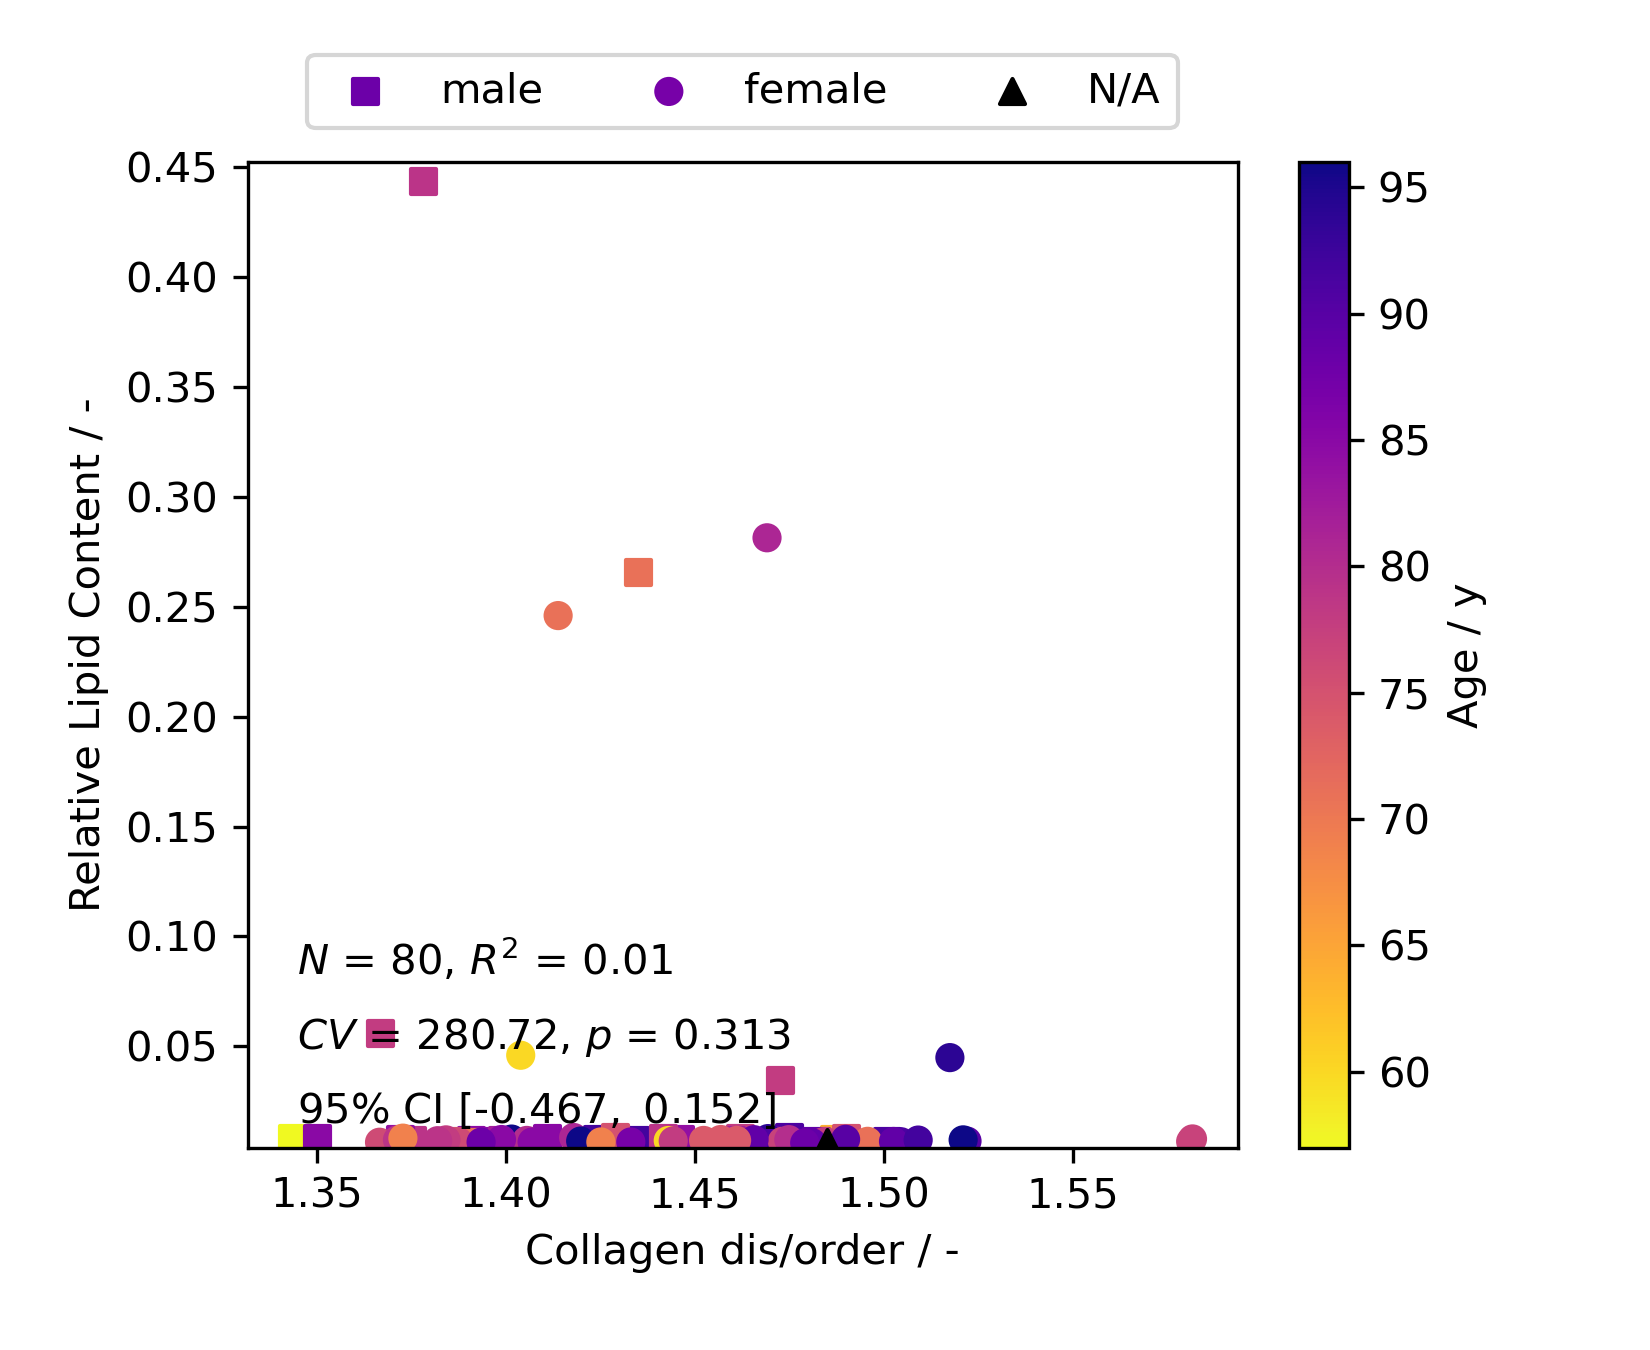 male female N/A
0.45
0.40
0.35
0.30
0.25
0.20
0.15
0.10
0.05
Relative Lipid Content / -
N = 80, R² = 0.01
CV = 280.72, p = 0.313
95% CI [-0.467, 0.152]
1.35 1.40 1.45 1.50 1.55
Collagen dis/order / -
95
90
85
80
75
70
65
60
Age / y